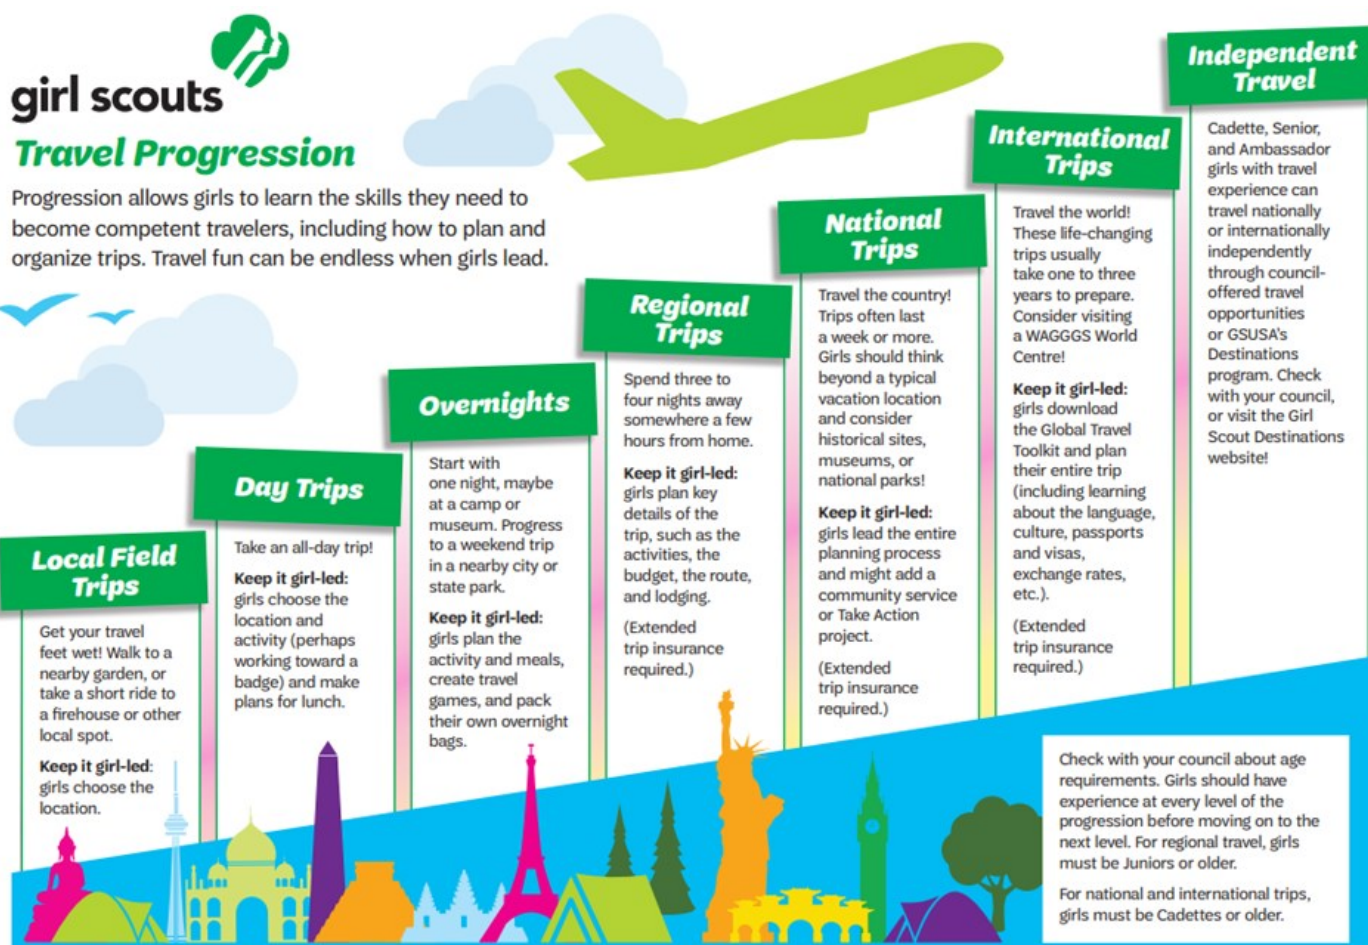 girl scouts
Travel Progression
Progression allows girls to learn the skills they need to
become competent travelers, including how to plan and
organize trips. Travel fun can be endless when girls lead.
Local Field
Trips
Get your travel
feet wet! Walk to a
nearby garden, or
take a short ride to
a firehouse or other
local spot.
Keep it girl-led:
girls choose the
location.
Day Trips
Take an all-day trip!
Keep it girl-led:
girls choose the
location and
activity (perhaps
working toward a
badge) and make
plans for lunch.
Overnights
Start with
one night, maybe
at a camp or
museum. Progress
to a weekend trip
in a nearby city or
state park.
Keep it girl-led:
girls plan the
activity and meals,
create travel
games, and pack
their own overnight
bags.
Regional
Trips
Spend three to
four nights away
somewhere a few
hours from home.
Keep it girl-led:
girls plan key
details of the
trip, such as the
activities, the
budget, the route,
and lodging.
(Extended
trip insurance
required.)
National
Trips
Travel the country!
Trips often last
a week or more.
Girls should think
beyond a typical
vacation location
and consider
historical sites,
museums, or
national parks!
Keep it girl-led:
girls lead the entire
planning process
and might add a
community service
or Take Action
project.
(Extended
trip insurance
required.)
International
Trips
Travel the world!
These life-changing
trips usually
take one to three
years to prepare.
Consider visiting
a WAGGGS World
Centre!
Keep it girl-led:
girls download
the Global Travel
Toolkit and plan
their entire trip
(including learning
about the language,
culture, passports
and visas,
exchange rates,
etc.).
(Extended
trip insurance
required.)
Independent
Travel
Cadette, Senior,
and Ambassador
girls with travel
experience can
travel nationally
or internationally
independently
through council-
offered travel
opportunities
or GSUSA's
Destinations
program. Check
with your council,
or visit the Girl
Scout Destinations
website!
Check with your council about age
requirements. Girls should have
experience at every level of the
progression before moving on to the
next level. For regional travel, girls
must be Juniors or older.
For national and international trips,
girls must be Cadettes or older.